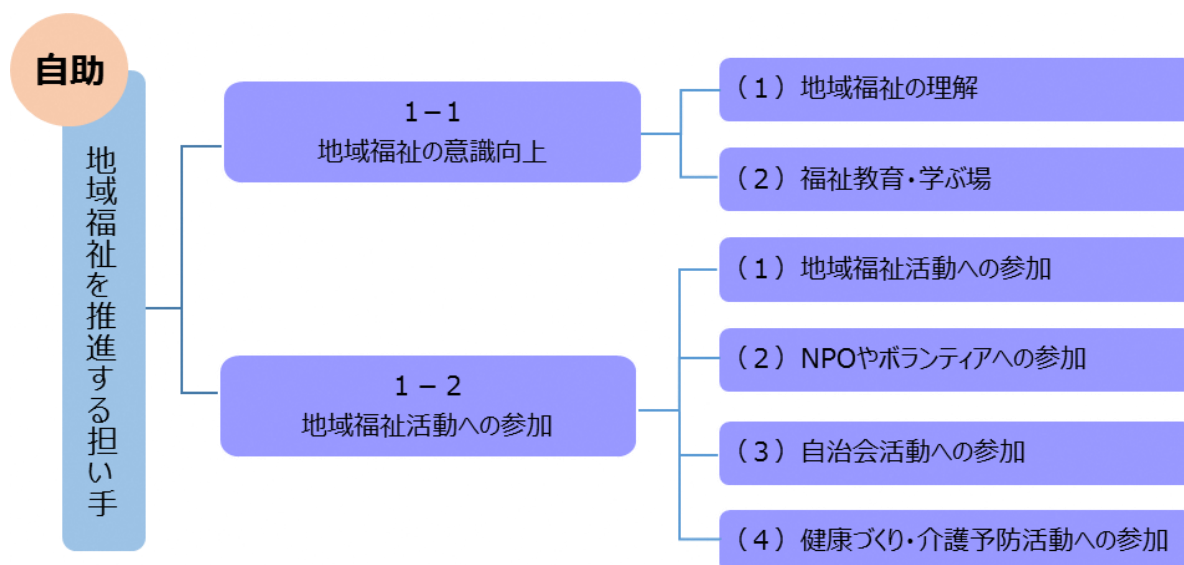 自助
地域福祉を推進する担い手
1－1
地域福祉の意識向上
（1）地域福祉の理解
（2）福祉教育・学ぶ場
1－2
地域福祉活動への参加
（1）地域福祉活動への参加
（2）NPOやボランティアへの参加
（3）自治会活動への参加
（4）健康づくり・介護予防活動への参加